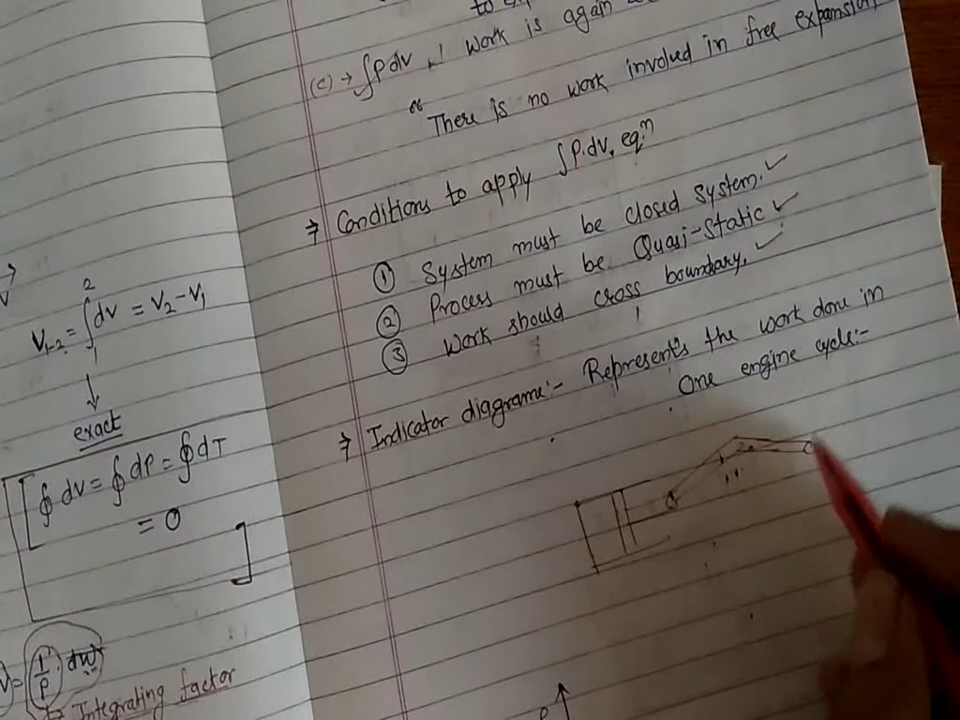 V
V₁₋₂ = ∫₁² dv = V₂ - V₁
exact
∮ dv = ∮ dp = ∮ dT
= 0
1/P dw
Integrating factor
to
(c) → ∫pdv , work is again
"There is no work involved in free expansion
⇒ Conditions to apply ∫P.dv. eqⁿ
① System must be closed system. ✓
② Process must be Quasi-Static ✓
③ Work should cross boundary. ✓
⇒ Indicator diagrame:- Represents the work done in
One engine cycle:-
P